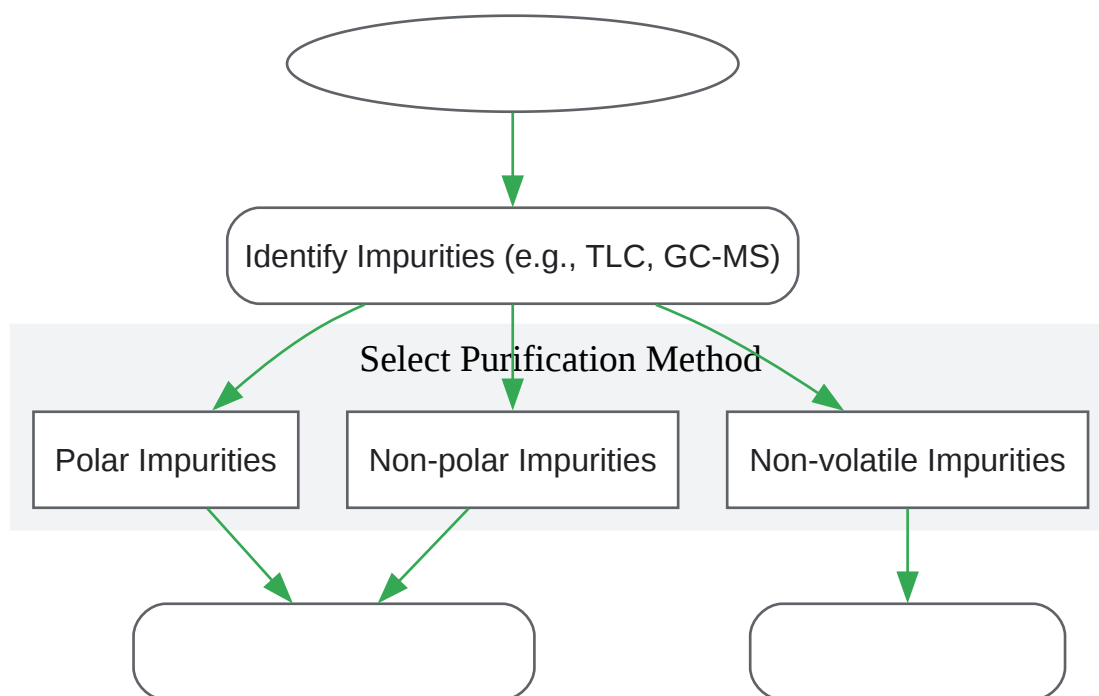 Identify Impurities (e.g., TLC, GC-MS)
Select Purification Method
Polar Impurities
Non-polar Impurities
Non-volatile Impurities